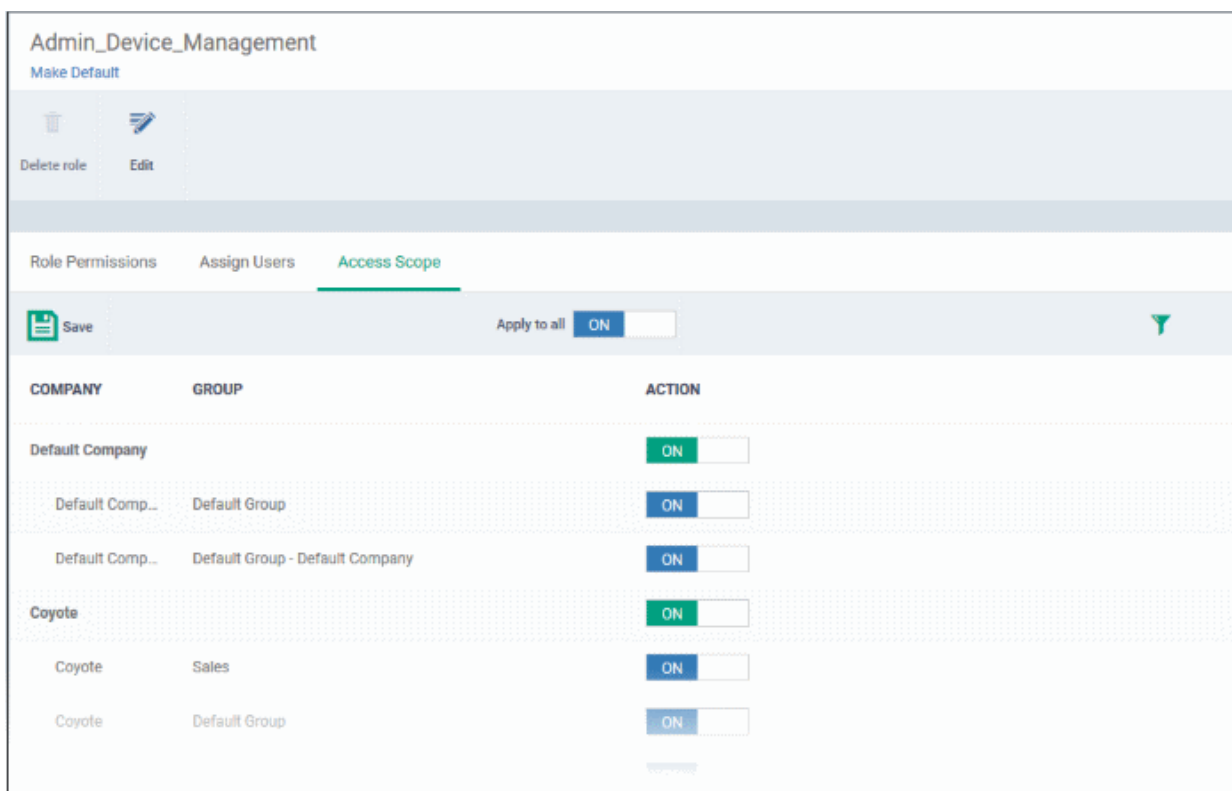 Admin_Device_Management
Make Default
Delete role Edit
Role Permissions Assign Users Access Scope
Save Apply to all ON
COMPANY GROUP ACTION
Default Company ON
Default Comp... Default Group ON
Default Comp... Default Group - Default Company ON
Coyote ON
Coyote Sales ON
Coyote Default Group ON